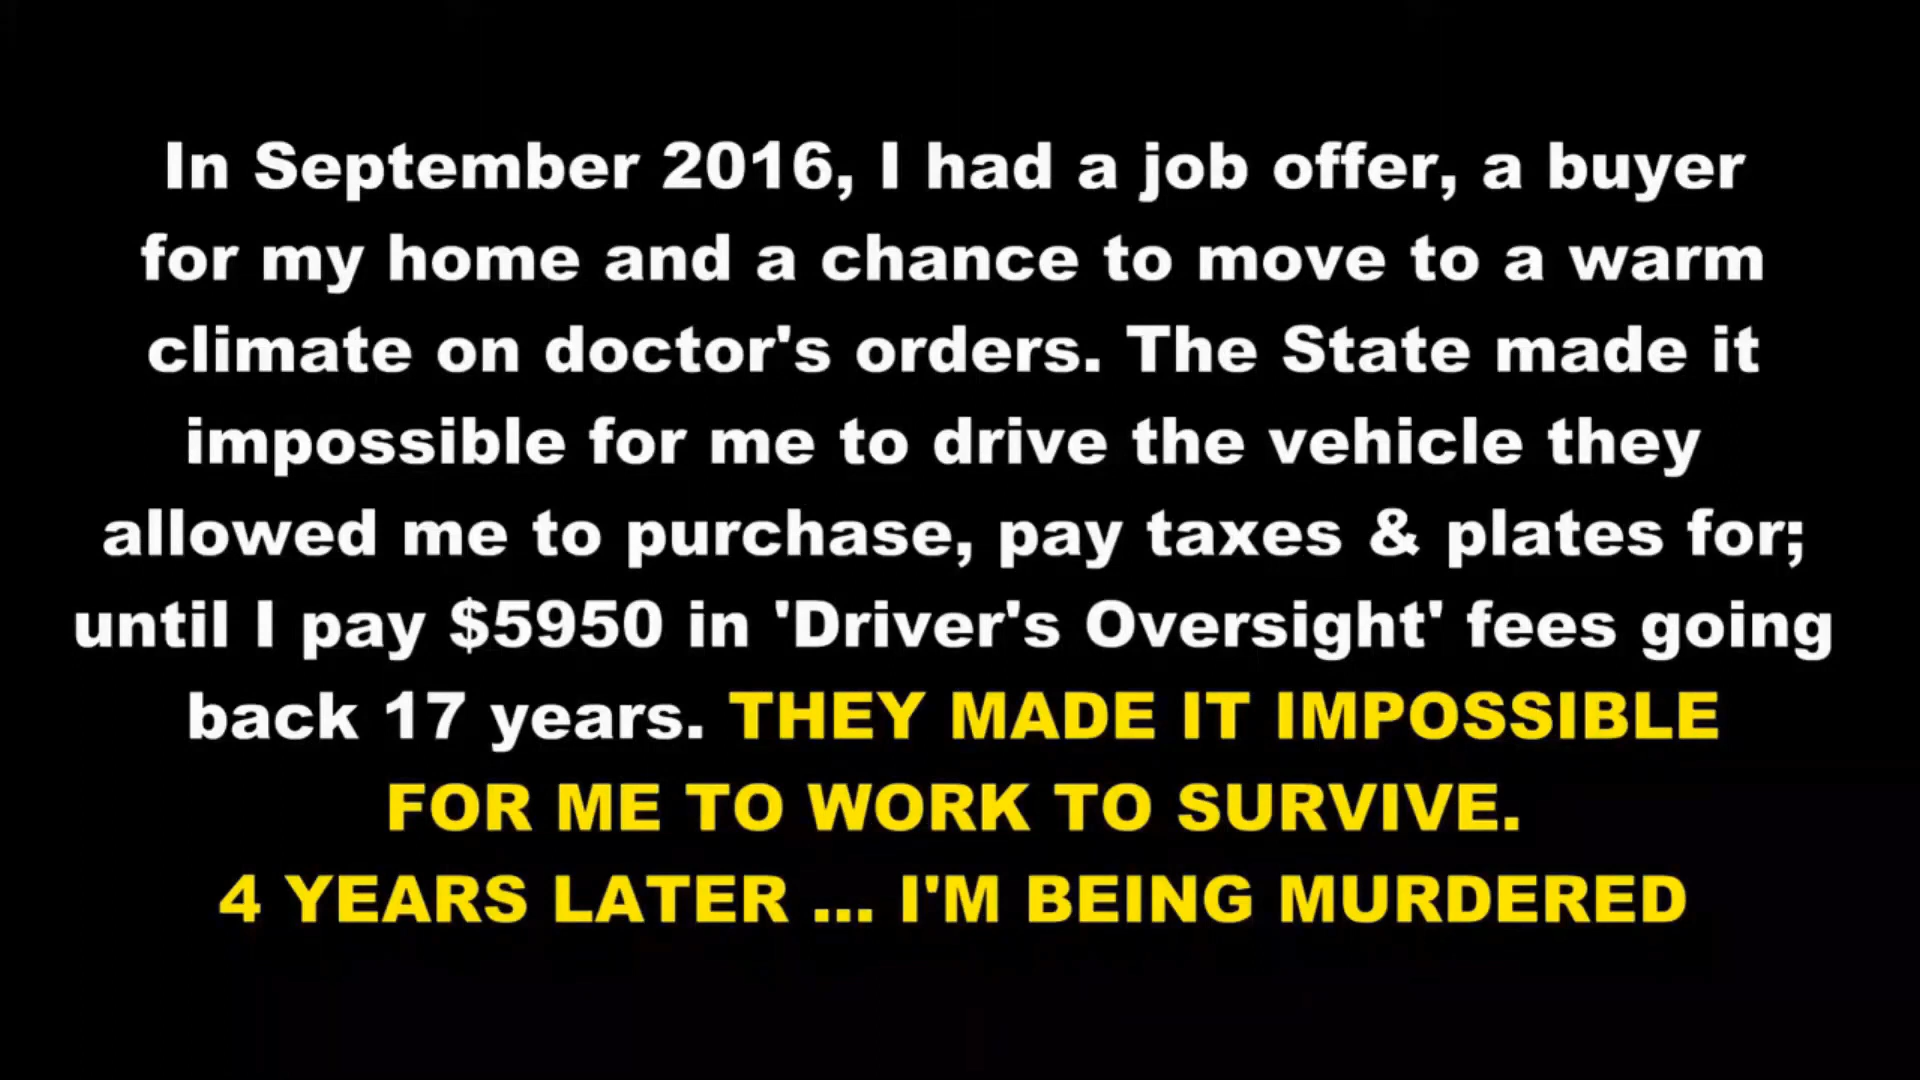 In September 2016, I had a job offer, a buyer
for my home and a chance to move to a warm
climate on doctor's orders. The State made it
impossible for me to drive the vehicle they
allowed me to purchase, pay taxes & plates for;
until I pay $5950 in 'Driver's Oversight' fees going
back 17 years. THEY MADE IT IMPOSSIBLE
FOR ME TO WORK TO SURVIVE.
4 YEARS LATER ... I'M BEING MURDERED